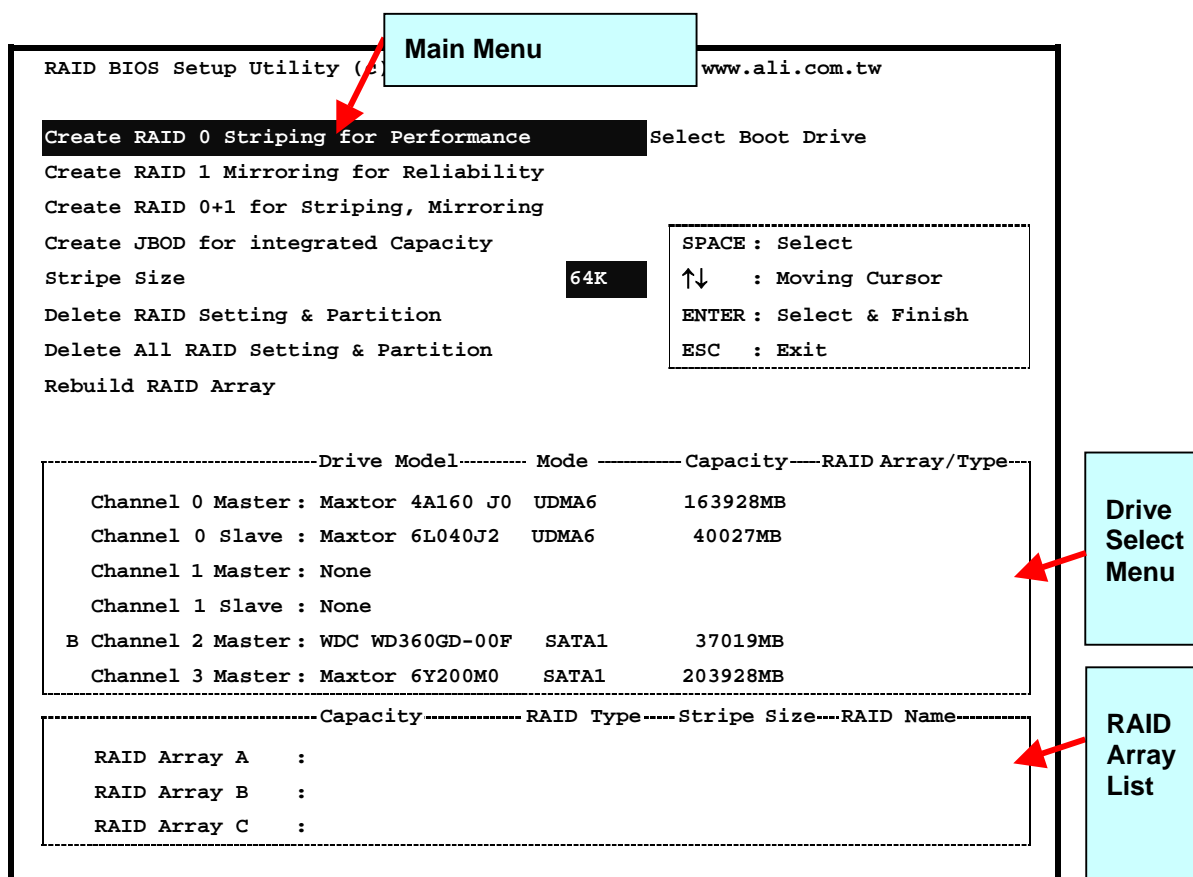 Main Menu
RAID BIOS Setup Utility (c) www.ali.com.tw
Create RAID 0 Striping for Performance Select Boot Drive
Create RAID 1 Mirroring for Reliability
Create RAID 0+1 for Striping, Mirroring
Create JBOD for integrated Capacity
Stripe Size 64K
Delete RAID Setting & Partition
Delete All RAID Setting & Partition
Rebuild RAID Array
SPACE : Select
↑↓ : Moving Cursor
ENTER : Select & Finish
ESC : Exit
Drive Model Mode Capacity RAID Array/Type
Channel 0 Master : Maxtor 4A160 J0 UDMA6 163928MB
Channel 0 Slave : Maxtor 6L040J2 UDMA6 40027MB
Channel 1 Master : None
Channel 1 Slave : None
B Channel 2 Master : WDC WD360GD-00F SATA1 37019MB
Channel 3 Master : Maxtor 6Y200M0 SATA1 203928MB
Drive
Select
Menu
Capacity RAID Type Stripe Size RAID Name
RAID Array A :
RAID Array B :
RAID Array C :
RAID
Array
List